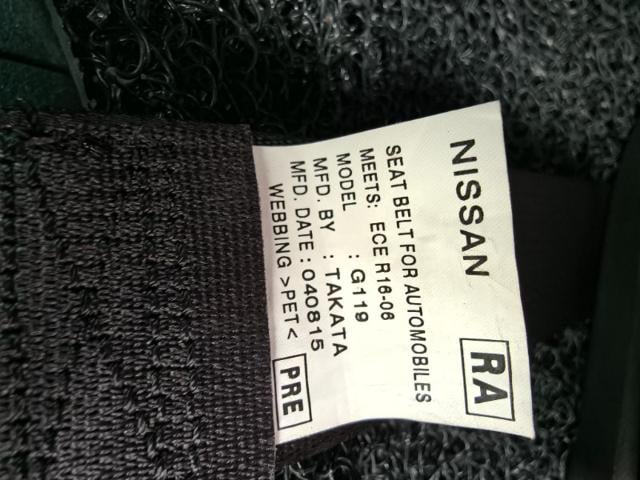 NISSAN RA
SEAT BELT FOR AUTOMOBILES
MEETS: ECE R16-06
MODEL : G119
MFD. BY : TAKATA
MFD. DATE : 040815
WEBBING >PET< PRE